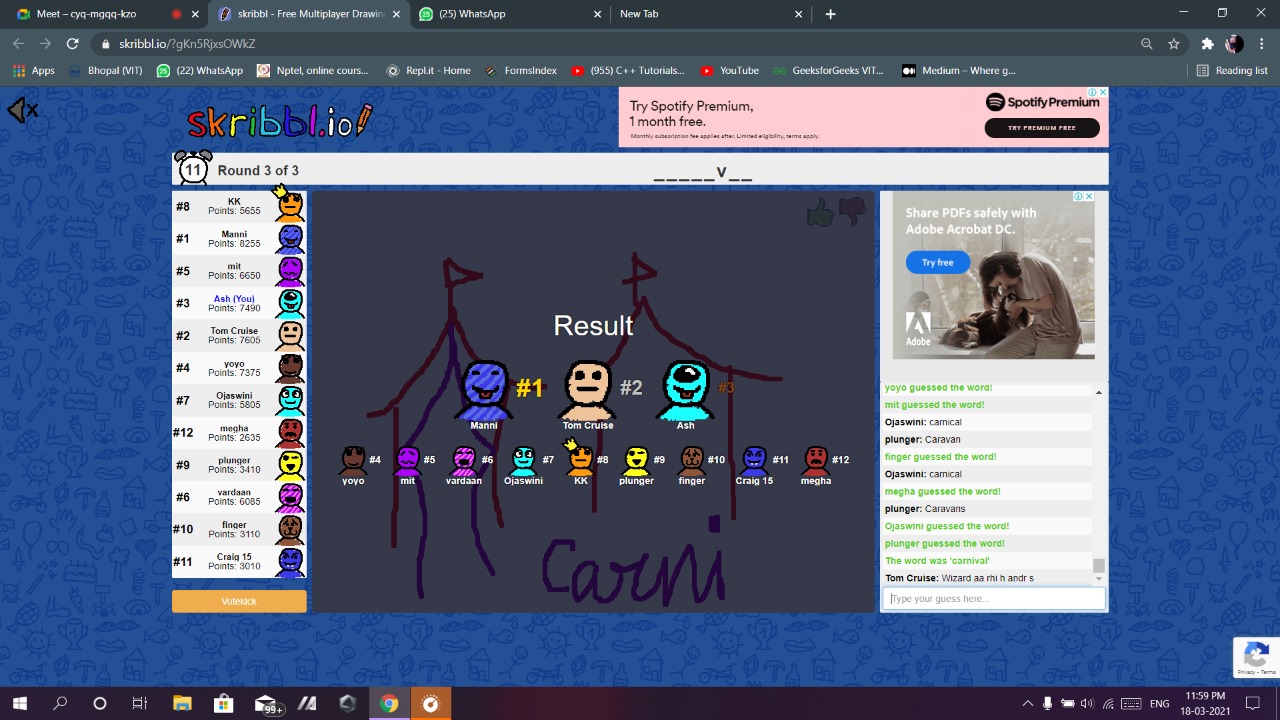 Meet – cyq-mgqq-kzo
skribbl.io - Free Multiplayer Drawin
(25) WhatsApp
New Tab
skribbl.io/?gKn5RjxsOWkZ
Apps
Bhopal (VIT)
(22) WhatsApp
Nptel, online cours...
Repl.it - Home
FormsIndex
(955) C++ Tutorials...
YouTube
GeeksforGeeks VIT...
Medium – Where g...
Reading list
skribbl.io
Try Spotify Premium,
1 month free.
Monthly subscription fee applies after. Limited eligibility, terms apply.
Spotify Premium
TRY PREMIUM FREE
11
Round 3 of 3
_____v__
#8 KK
Points: 5655
#1 Manni
Points: 8255
#5 mit
Points: 6650
#3 Ash (You)
Points: 7490
#2 Tom Cruise
Points: 7605
#4 yoyo
Points: 7375
#7 Ojaswini
Points: 5805
#12 megha
Points: 2635
#9 plunger
Points: 3410
#6 vardaan
Points: 6085
#10 finger
Points: 3110
#11 Craig 15
Points: 3010
Votekick
Result
#1
#2
#3
Manni
Tom Cruise
Ash
#4
#5
#6
#7
#8
#9
#10
#11
#12
yoyo
mit
vardaan
Ojaswini
KK
plunger
finger
Craig 15
megha
Carni
Share PDFs safely with
Adobe Acrobat DC.
Try free
Adobe
yoyo guessed the word!
mit guessed the word!
Ojaswini: carnical
plunger: Caravan
finger guessed the word!
Ojaswini: carnical
megha guessed the word!
plunger: Caravans
Ojaswini guessed the word!
plunger guessed the word!
The word was 'carnival'
Tom Cruise: Wizard aa rhi h andr s
Type your guess here...
Privacy - Terms
99+
ENG
11:59 PM
18-03-2021